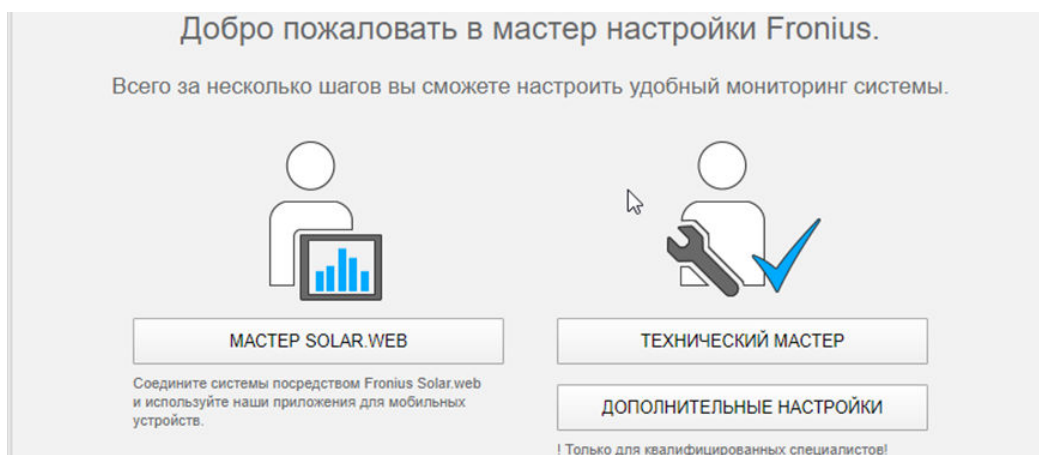 Добро пожаловать в мастер настройки Fronius.
Всего за несколько шагов вы сможете настроить удобный мониторинг системы.
МАСТЕР SOLAR.WEB
Соедините системы посредством Fronius Solar.web
и используйте наши приложения для мобильных
устройств.
ТЕХНИЧЕСКИЙ МАСТЕР
ДОПОЛНИТЕЛЬНЫЕ НАСТРОЙКИ
! Только для квалифицированных специалистов!